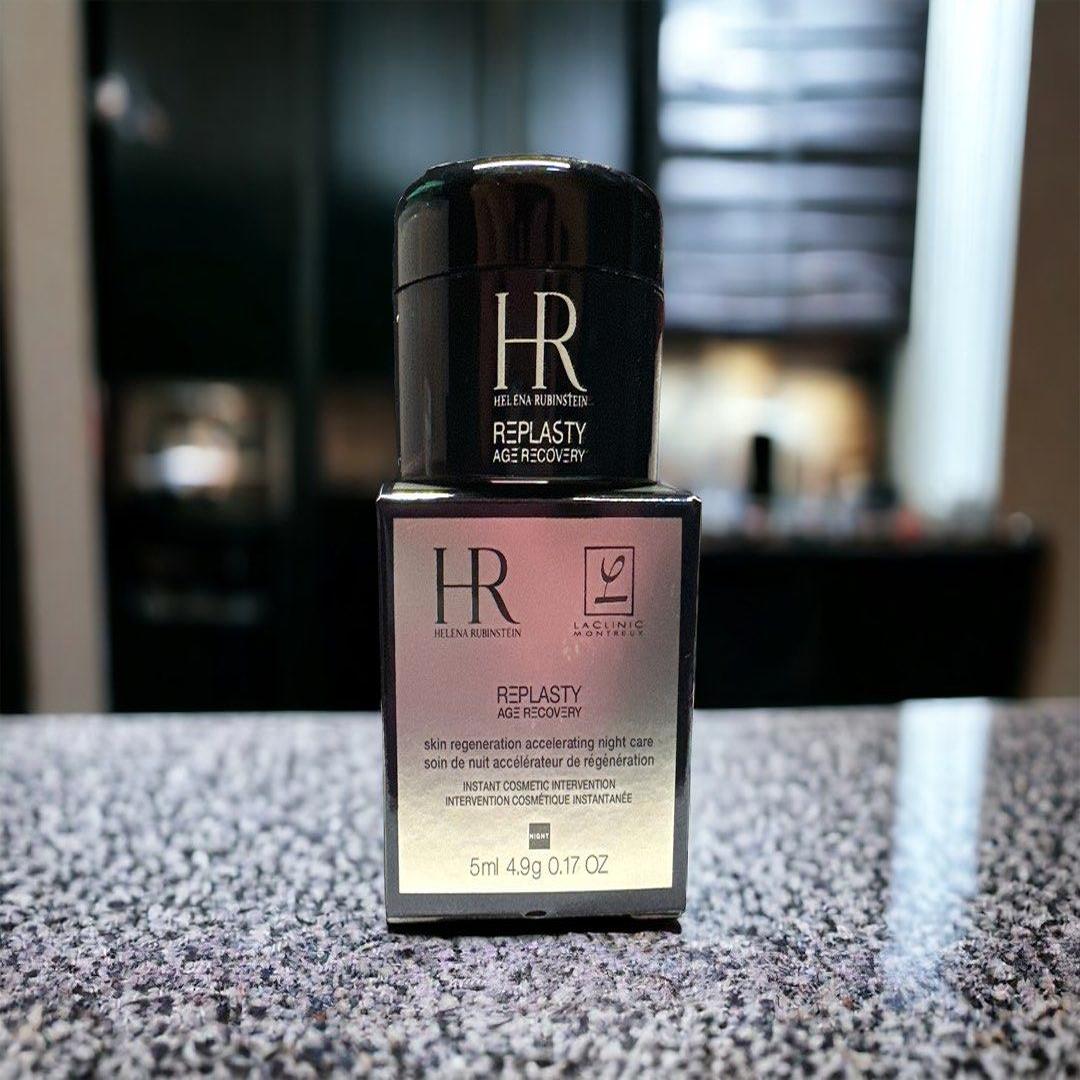 HR
HELENA RUBINSTEIN
REPLASTY
AGE RECOVERY
HR
HELENA RUBINSTEIN
LACLINIC
MONTREUX
REPLASTY
AGE RECOVERY
skin regeneration accelerating night care
soin de nuit accélérateur de régénération
INSTANT COSMETIC INTERVENTION
INTERVENTION COSMÉTIQUE INSTANTANÉE
NIGHT
5ml 4.9g 0.17 OZ